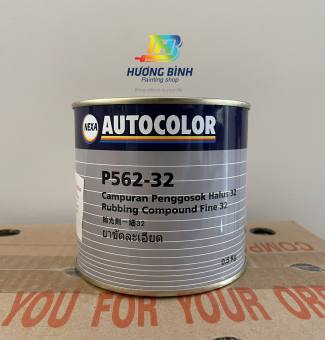 HƯƠNG BÌNH
Painting shop
NEXA AUTOCOLOR
P562-32
Campuran Penggosok Halus 32
Rubbing Compound Fine 32
ยาขัดละเอียด
0.5 Kg
YOU FOR YOUR OR